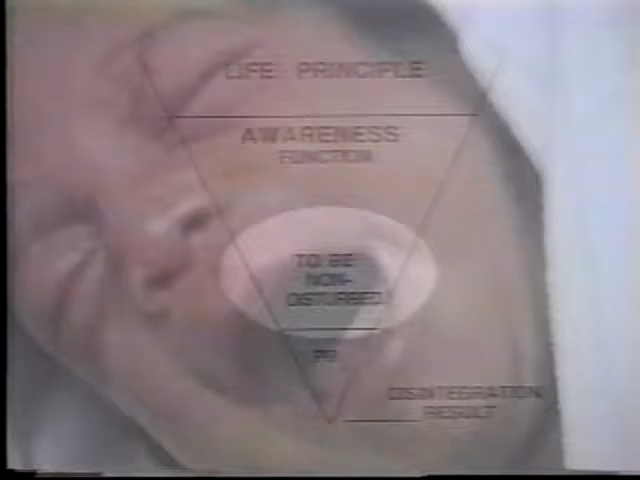 LIFE PRINCIPLE
AWARENESS
FUNCTION
TO BE
NON-
DISTURBED
DISINTEGRATION
RESULT